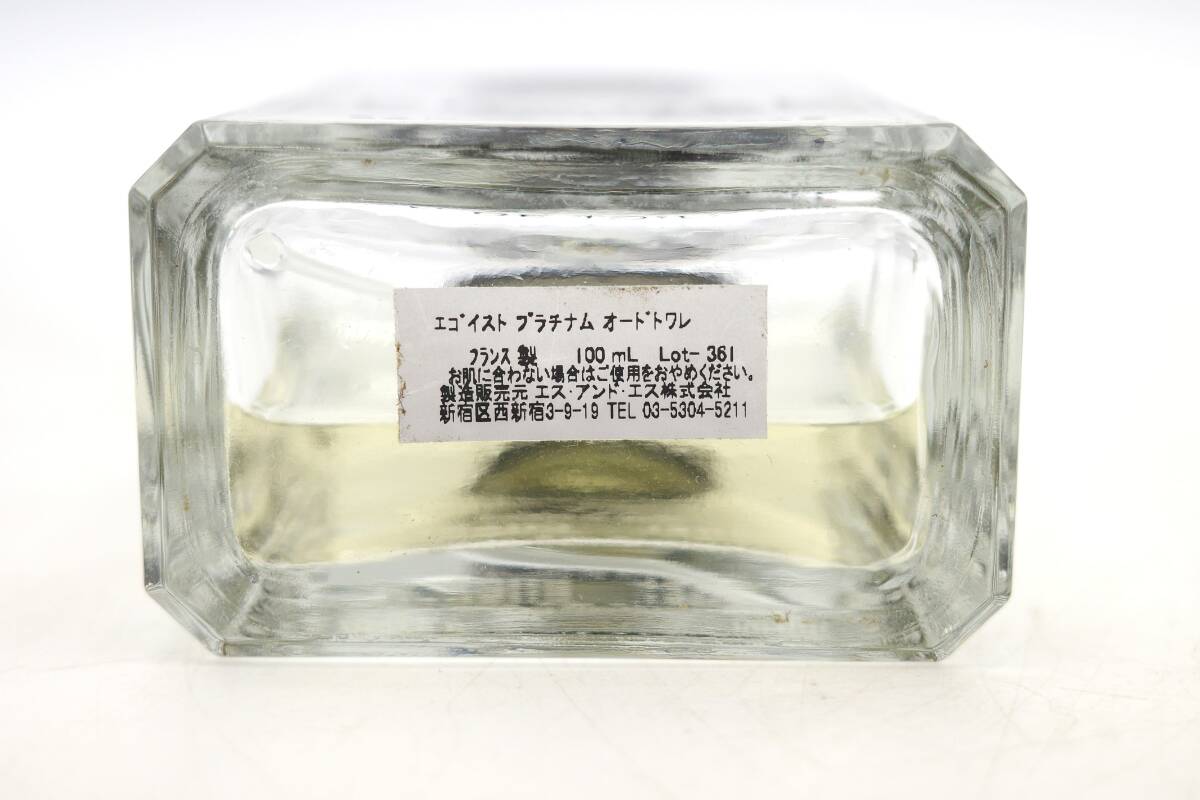 エゴイスト プラチナム オードトワレ
フランス 製 100 mL Lot- 361
お肌に合わない場合はご使用をおやめください。
製造販売元 エス・アンド・エス株式会社
新宿区西新宿3-9-19 TEL 03-5304-5211